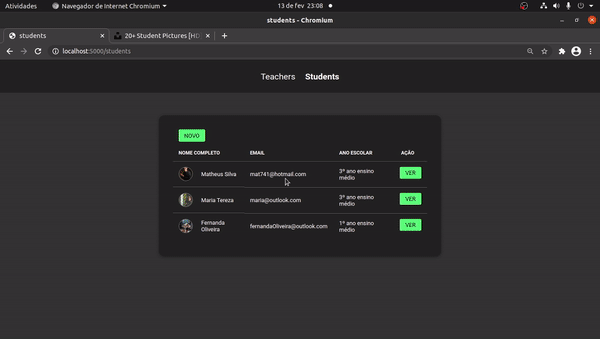 Atividades
Navegador de Internet Chromium
13 de fev 23:08
students - Chromium
students
20+ Student Pictures [HD
localhost:5000/students
Teachers Students
NOVO
NOME COMPLETO EMAIL ANO ESCOLAR AÇÃO
Matheus Silva mat741@hotmail.com 3º ano ensino médio VER
Maria Tereza maria@outlook.com 3º ano ensino médio VER
Fernanda Oliveira fernandaOliveira@outlook.com 1º ano ensino médio VER